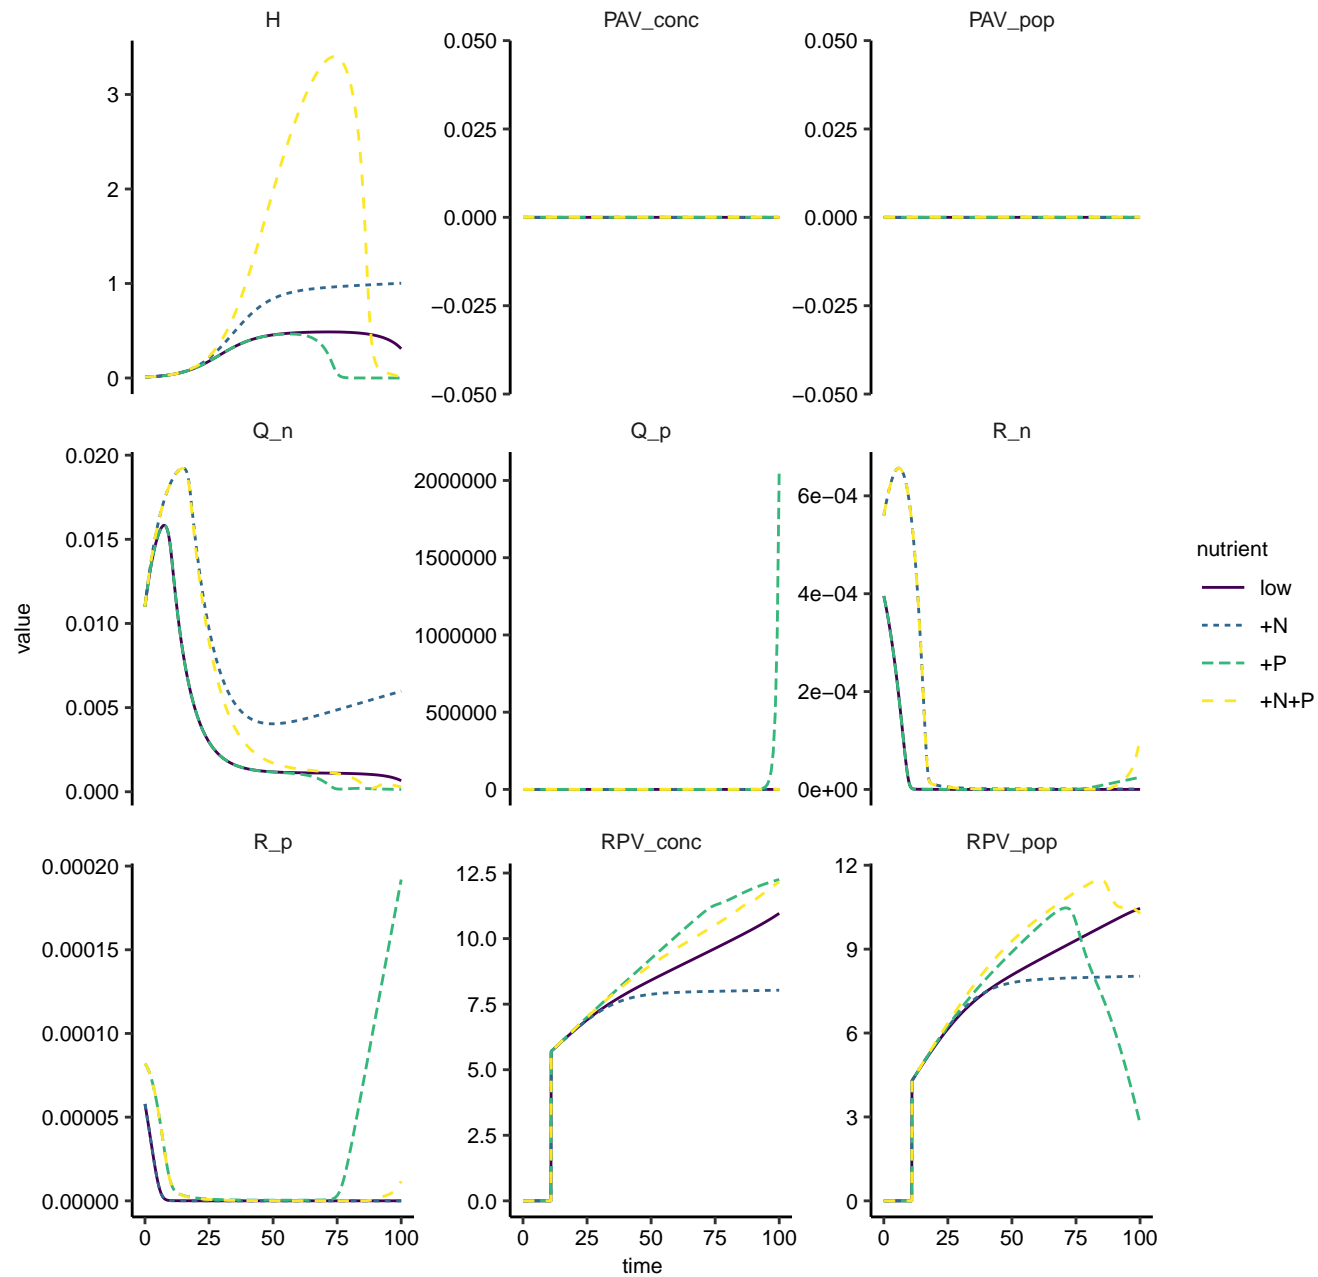 H
PAV_conc
PAV_pop
3
2
1
0
0.050
0.025
0.000
−0.025
−0.050
0.050
0.025
0.000
−0.025
−0.050
Q_n
Q_p
R_n
0.020
0.015
0.010
0.005
0.000
2000000
1500000
1000000
500000
0
6e−04
4e−04
2e−04
0e+00
R_p
RPV_conc
RPV_pop
0.00020
0.00015
0.00010
0.00005
0.00000
12.5
10.0
7.5
5.0
2.5
0.0
12
9
6
3
0
0 25 50 75 100
0 25 50 75 100
0 25 50 75 100
time
value
nutrient
low
+N
+P
+N+P